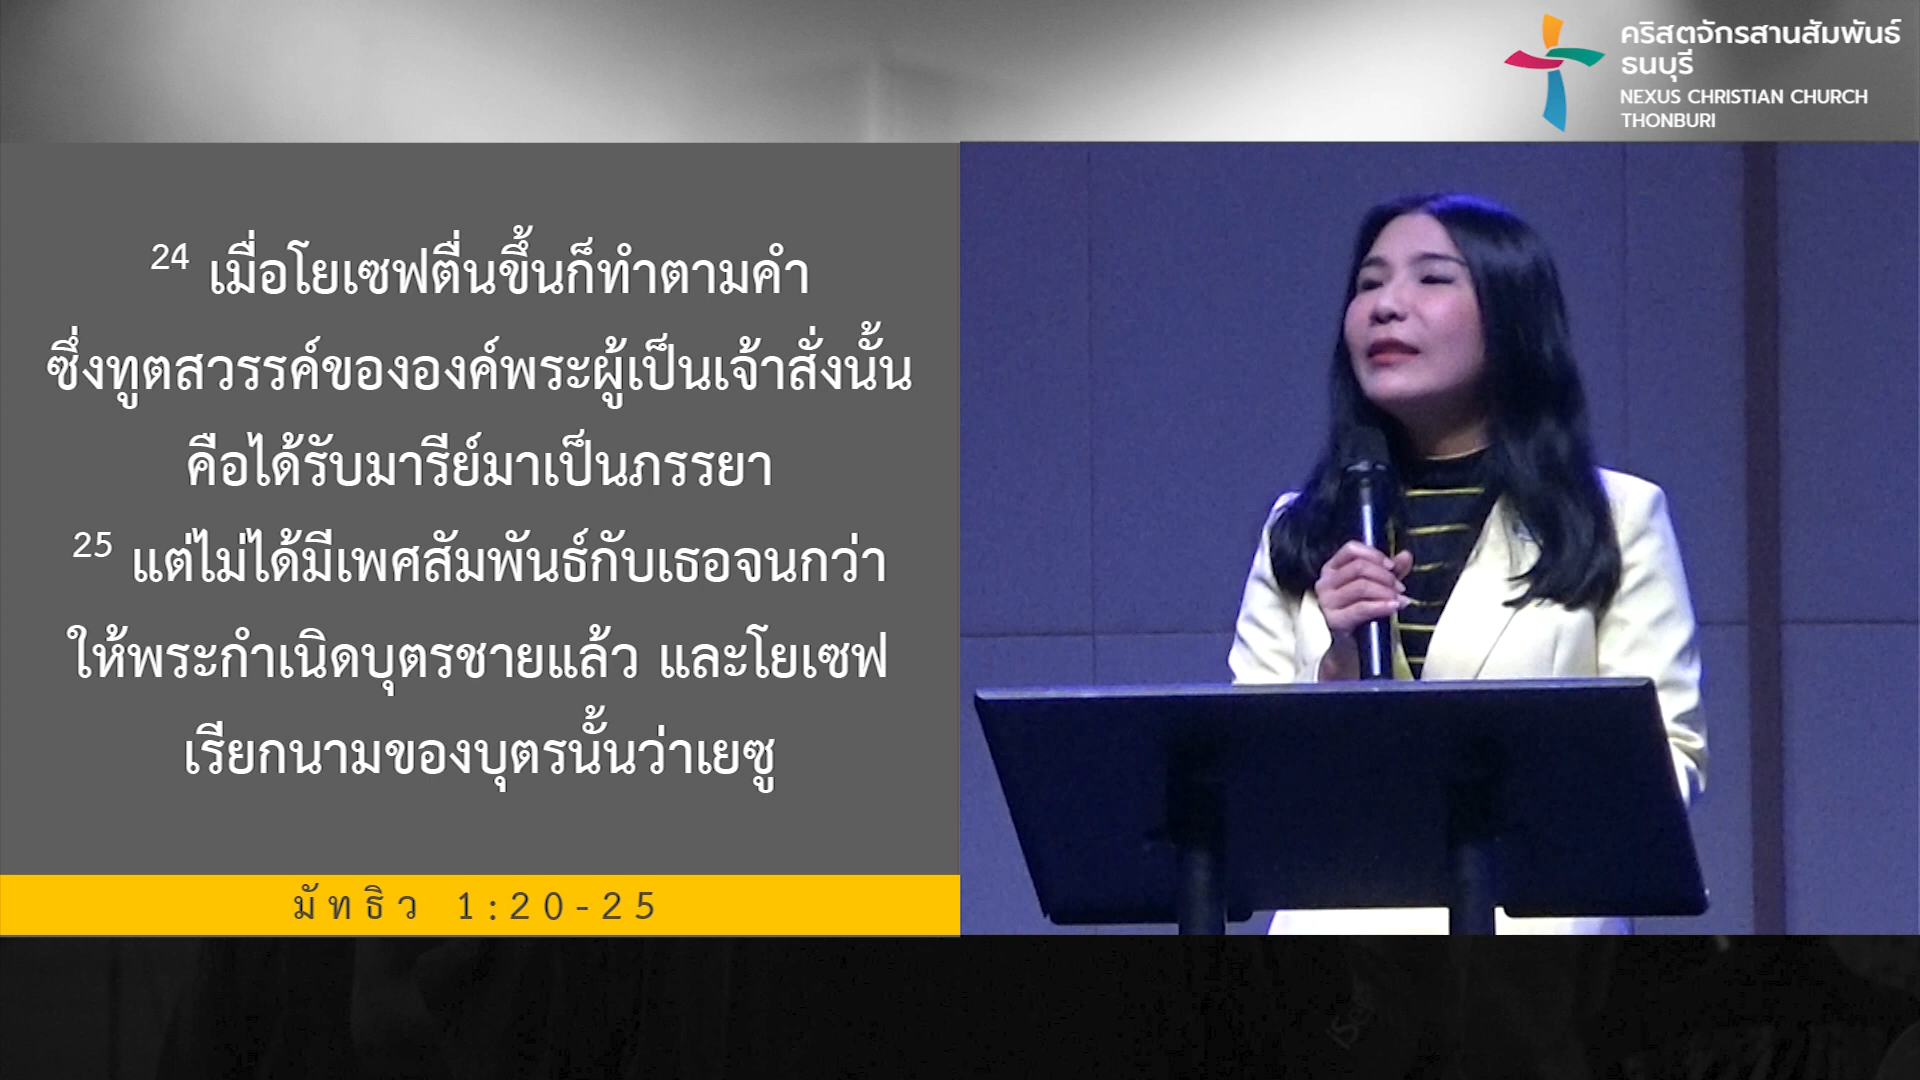 คริสตจักรสานสัมพันธ์
ธนบุรี
NEXUS CHRISTIAN CHURCH
THONBURI
24 เมื่อโยเซฟตื่นขึ้นก็ทำตามคำ
ซึ่งทูตสวรรค์ขององค์พระผู้เป็นเจ้าสั่งนั้น
คือได้รับมารีย์มาเป็นภรรยา
25 แต่ไม่ได้มีเพศสัมพันธ์กับเธอจนกว่า
ให้พระกำเนิดบุตรชายแล้ว และโยเซฟ
เรียกนามของบุตรนั้นว่าเยซู
มัทธิว 1:20-25